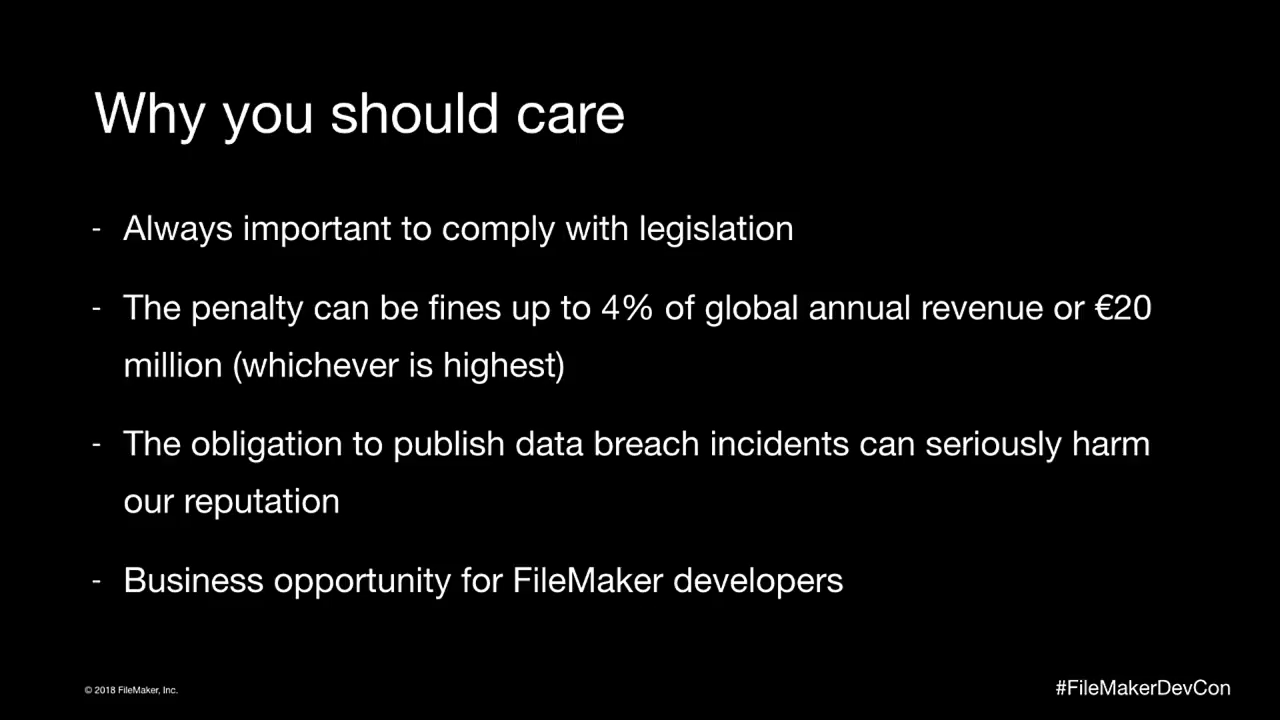 Why you should care
- Always important to comply with legislation
- The penalty can be fines up to 4% of global annual revenue or €20
million (whichever is highest)
- The obligation to publish data breach incidents can seriously harm
our reputation
- Business opportunity for FileMaker developers
© 2018 FileMaker, Inc.
#FileMakerDevCon